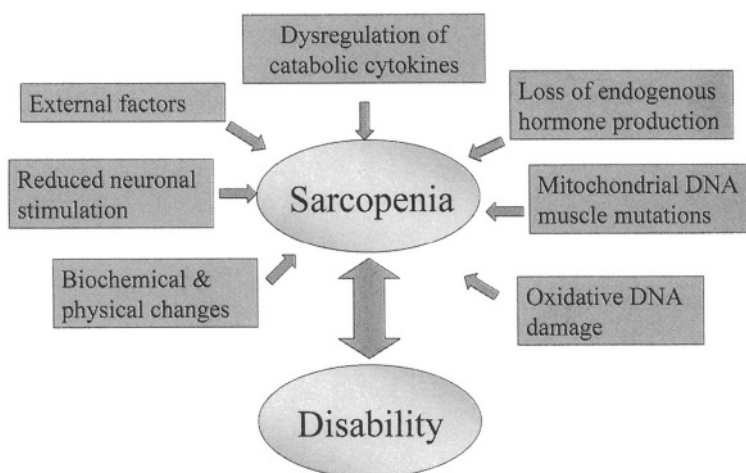 Dysregulation of
catabolic cytokines
External factors
Loss of endogenous
hormone production
Reduced neuronal
stimulation
Sarcopenia
Mitochondrial DNA
muscle mutations
Biochemical &
physical changes
Oxidative DNA
damage
Disability